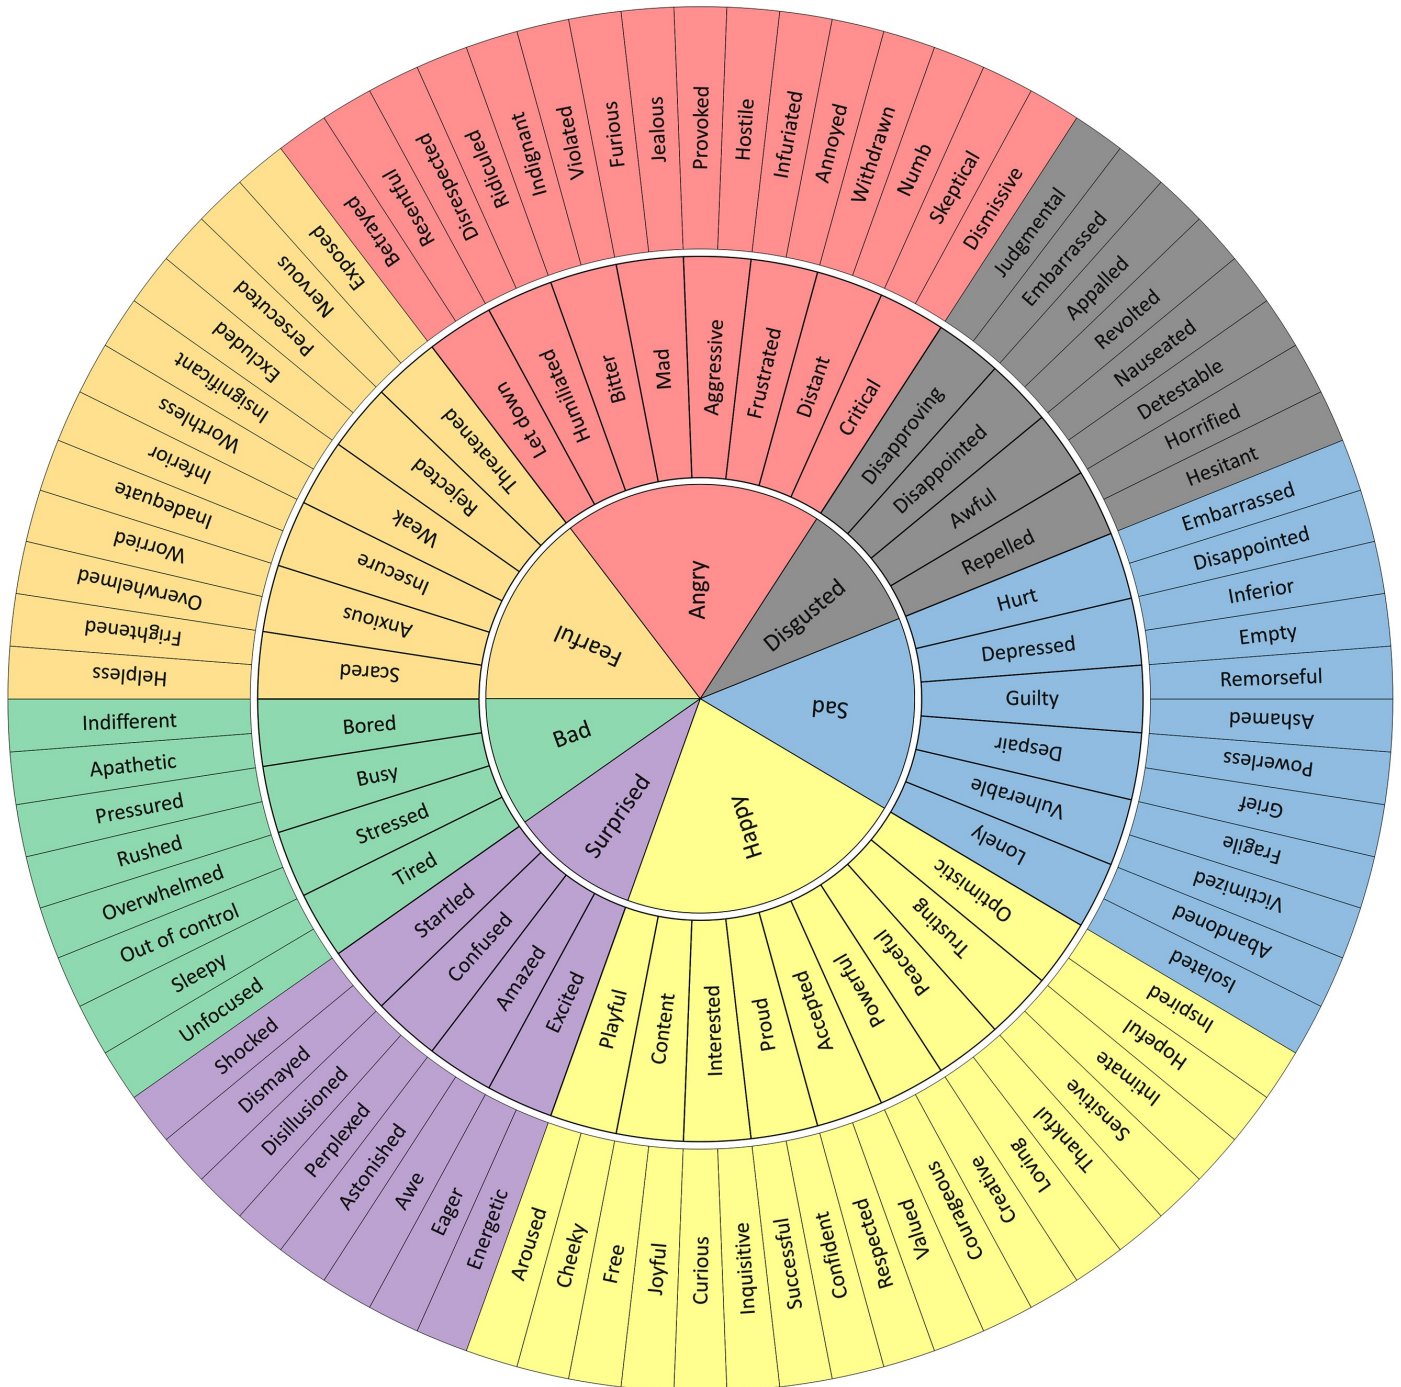 Angry
Disgusted
Sad
Happy
Surprised
Bad
Fearful
Let down
Humiliated
Bitter
Mad
Aggressive
Frustrated
Distant
Critical
Disapproving
Disappointed
Awful
Repelled
Hurt
Depressed
Guilty
Despair
Vulnerable
Lonely
Optimistic
Trusting
Peaceful
Powerful
Accepted
Proud
Interested
Content
Playful
Excited
Amazed
Confused
Startled
Tired
Stressed
Busy
Bored
Scared
Anxious
Insecure
Weak
Rejected
Threatened
Betrayed
Resentful
Disrespected
Ridiculed
Indignant
Violated
Furious
Jealous
Provoked
Hostile
Infuriated
Annoyed
Withdrawn
Numb
Skeptical
Dismissive
Judgmental
Embarrassed
Appalled
Revolted
Nauseated
Detestable
Horrified
Hesitant
Embarrassed
Disappointed
Inferior
Empty
Remorseful
Ashamed
Powerless
Grief
Fragile
Victimized
Abandoned
Isolated
Inspired
Hopeful
Intimate
Sensitive
Thankful
Loving
Creative
Courageous
Valued
Respected
Confident
Successful
Inquisitive
Curious
Joyful
Free
Cheeky
Aroused
Energetic
Eager
Awe
Astonished
Perplexed
Disillusioned
Dismayed
Shocked
Unfocused
Sleepy
Out of control
Overwhelmed
Rushed
Pressured
Apathetic
Indifferent
Helpless
Frightened
Overwhelmed
Worried
Inadequate
Inferior
Worthless
Insignificant
Excluded
Persecuted
Nervous
Exposed